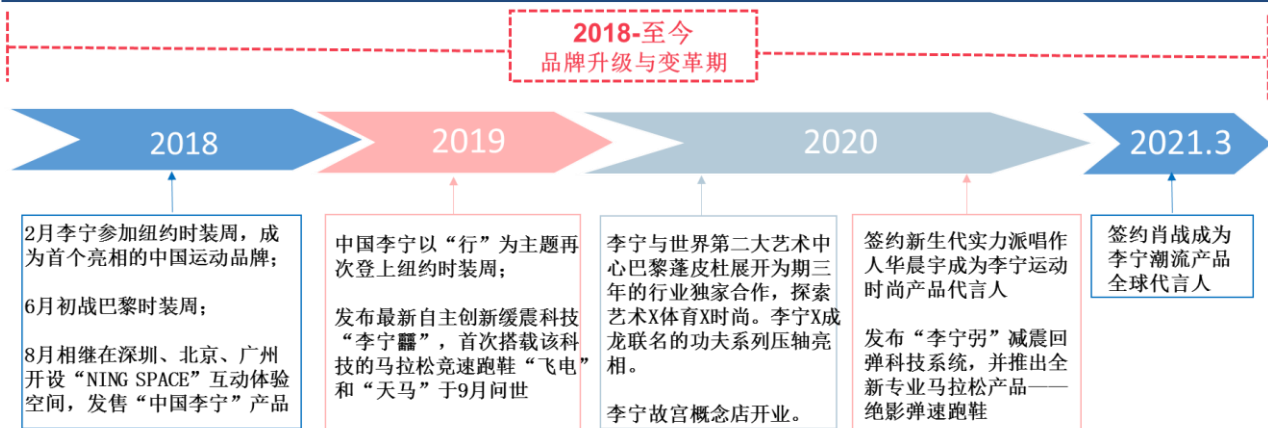 2018-至今
品牌升级与变革期
2018
2019
2020
2021.3
2月李宁参加纽约时装周，成
为首个亮相的中国运动品牌；
6月初战巴黎时装周；
8月相继在深圳、北京、广州
开设“NING SPACE”互动体验
空间，发售“中国李宁”产品
中国李宁以“行”为主题再
次登上纽约时装周；
发布最新自主创新缓震科技
“李宁䨻”，首次搭载该科
技的马拉松竞速跑鞋“飞电”
和“天马”于9月问世
李宁与世界第二大艺术中
心巴黎蓬皮杜展开为期三
年的行业独家合作，探索
艺术X体育X时尚。李宁X成
龙联名的功夫系列压轴亮
相。
李宁故宫概念店开业。
签约新生代实力派唱作
人华晨宇成为李宁运动
时尚产品代言人
发布“李宁弜”减震回
弹科技系统，并推出全
新专业马拉松产品——
绝影弹速跑鞋
签约肖战成为
李宁潮流产品
全球代言人